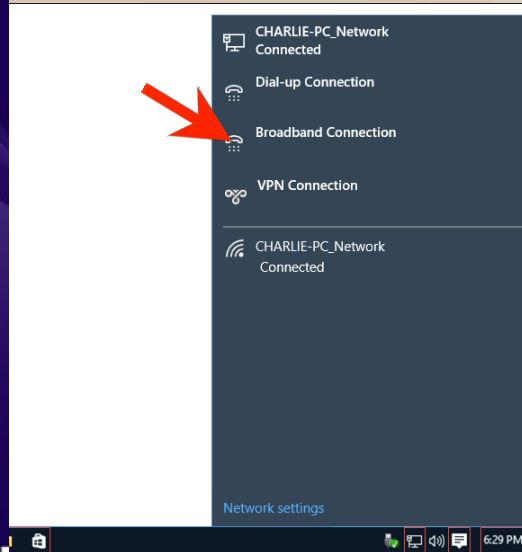 CHARLIE-PC_Network
Connected
Dial-up Connection
Broadband Connection
VPN Connection
CHARLIE-PC_Network
Connected
Network settings
6:29 PM